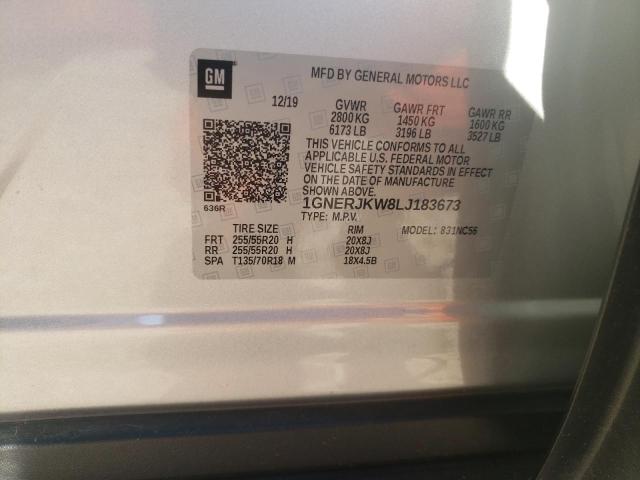 GM
MFD BY GENERAL MOTORS LLC
12/19 GVWR GAWR FRT GAWR RR
2800 KG 1450 KG 1600 KG
6173 LB 3196 LB 3527 LB
THIS VEHICLE CONFORMS TO ALL
APPLICABLE U.S. FEDERAL MOTOR
VEHICLE SAFETY STANDARDS IN EFFECT
ON THE DATE OF MANUFACTURE
SHOWN ABOVE.
1GNERJKW8LJ183673
636R
TYPE: M.P.V.
TIRE SIZE RIM MODEL: 831NC56
FRT 255/55R20 H 20X8J
RR 255/55R20 H 20X8J
SPA T135/70R18 M 18X4.5B